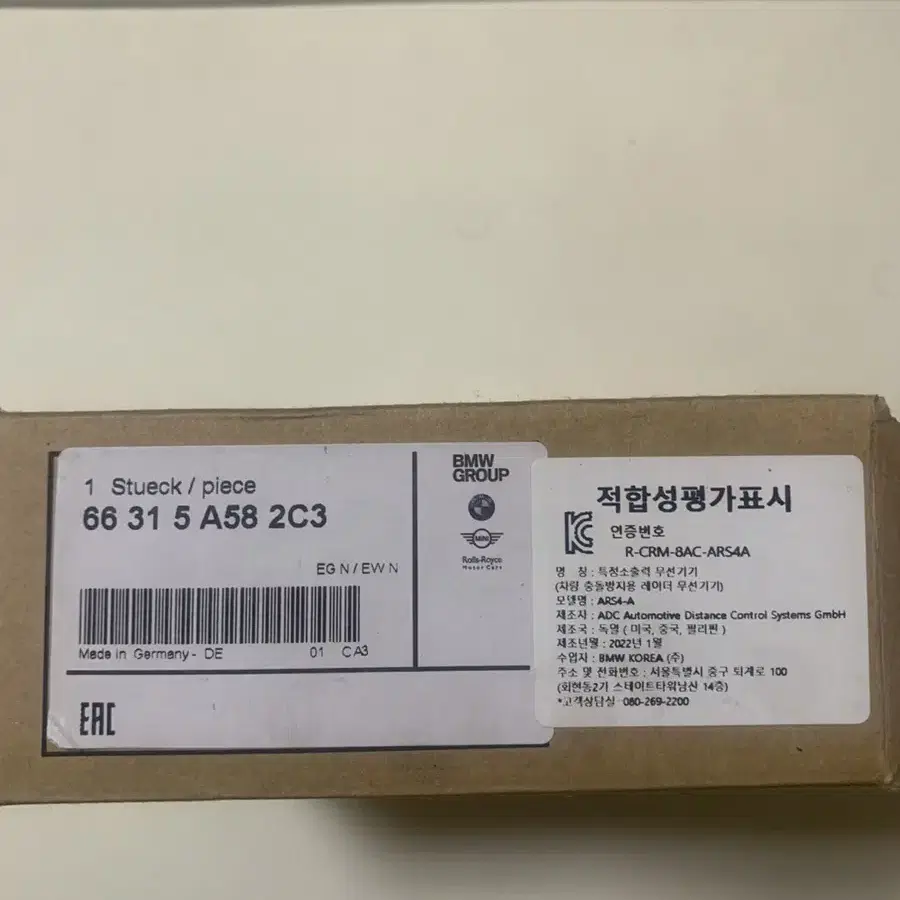 1 Stueck / piece
66 31 5 A58 2C3
EG N / EW N
Made in Germany - DE 01 CA3
EAC
BMW
GROUP
MINI
Rolls-Royce
Motor Cars
적합성평가표시
인증번호
R-CRM-8AC-ARS4A
명 칭 : 특정소출력 무선기기
(차량 충돌방지용 레이더 무선기기)
모델명 : ARS4-A
제조자 : ADC Automotive Distance Control Systems GmbH
제조국 : 독일 ( 미국, 중국, 필리핀 )
제조년월 : 2022년 1월
수입자 : BMW KOREA (주)
주소 및 전화번호 : 서울특별시 중구 퇴계로 100
(회현동2가 스테이트타워남산 14층)
*고객상담실 080-269-2200